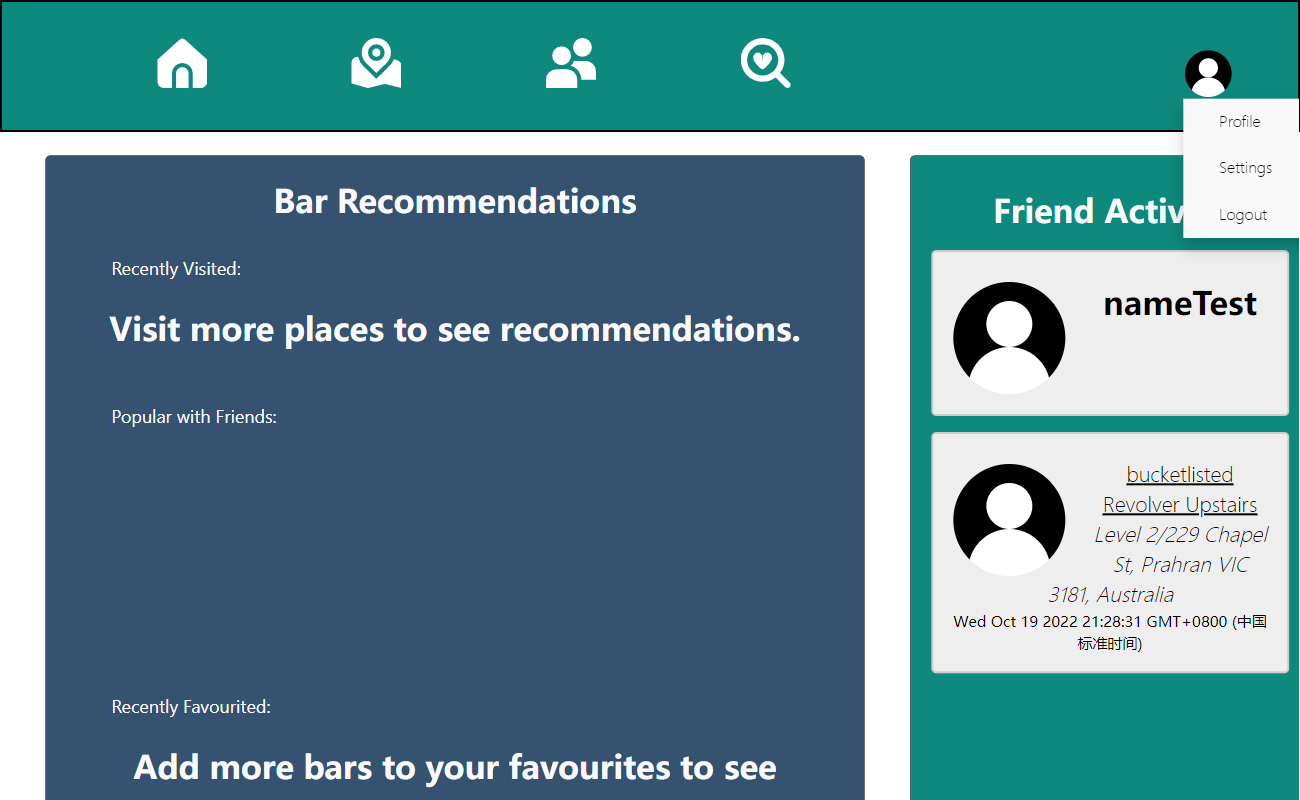 Profile
Settings
Logout
Bar Recommendations
Recently Visited:
Visit more places to see recommendations.
Popular with Friends:
Recently Favourited:
Add more bars to your favourites to see
Friend Activ
nameTest
bucketlisted
Revolver Upstairs
Level 2/229 Chapel
St, Prahran VIC
3181, Australia
Wed Oct 19 2022 21:28:31 GMT+0800 (中国
标准时间)